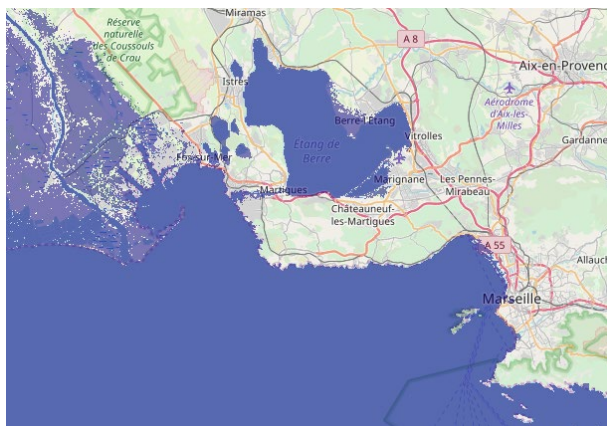 Miramas
Réserve
naturelle
des Coussouls
de Crau
A 8
Aix-en-Provenc
Istres
Aérodrome
d'Aix-les-
Milles
Berre-l'Étang
Vitrolles
Étang de
Berre
Gardanne
Fos-sur-Mer
Marignane
Les Pennes-
Mirabeau
Martigues
Châteauneuf-
les-Martigues
A 55
Allauch
Marseille